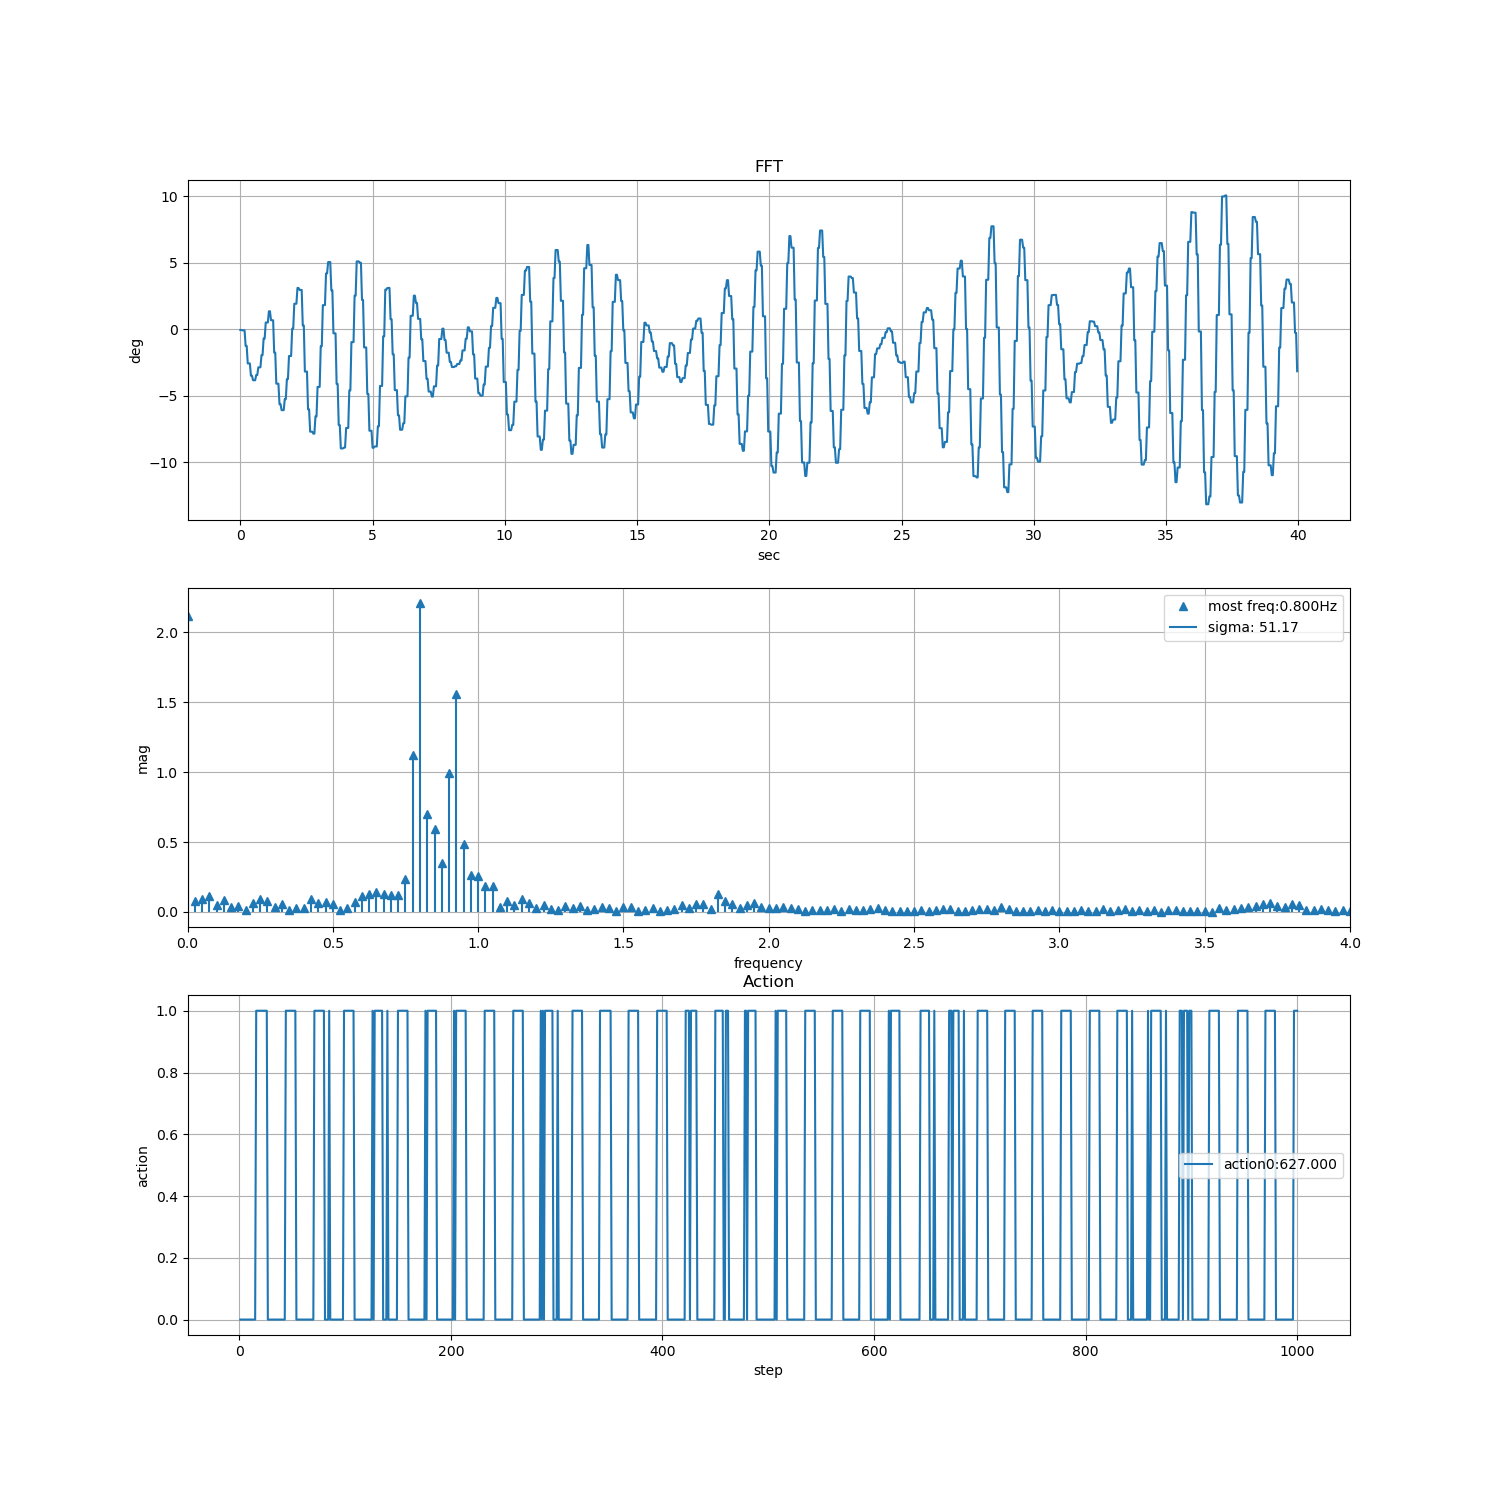 FFT
10
5
0
−5
−10
deg
0 5 10 15 20 25 30 35 40
sec
most freq:0.800Hz
sigma: 51.17
2.0
1.5
1.0
0.5
0.0
mag
0.0 0.5 1.0 1.5 2.0 2.5 3.0 3.5 4.0
frequency
Action
1.0
0.8
0.6
0.4
0.2
0.0
action
action0:627.000
0 200 400 600 800 1000
step